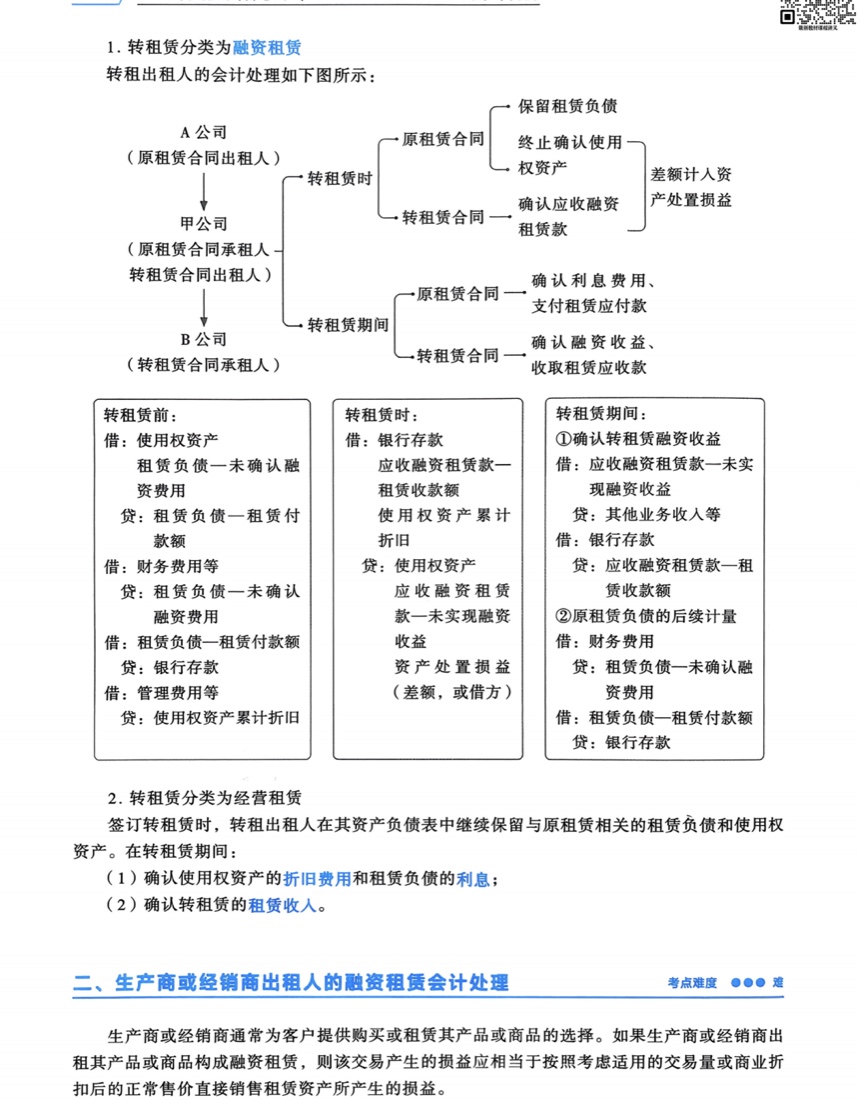 1. 转租赁分类为融资租赁
转租出租人的会计处理如下图所示：
A 公司
（原租赁合同出租人）
甲公司
（原租赁合同承租人
转租赁合同出租人）
B 公司
（转租赁合同承租人）
转租赁时
原租赁合同
保留租赁负债
终止确认使用
权资产
转租赁合同
确认应收融资
租赁款
差额计入资
产处置损益
转租赁期间
原租赁合同
确认利息费用、
支付租赁应付款
转租赁合同
确认融资收益、
收取租赁应收款
转租赁前：
借：使用权资产
租赁负债—未确认融
资费用
贷：租赁负债—租赁付
款额
借：财务费用等
贷：租赁负债—未确认
融资费用
借：租赁负债—租赁付款额
贷：银行存款
借：管理费用等
贷：使用权资产累计折旧
转租赁时：
借：银行存款
应收融资租赁款—
租赁收款额
使用权资产累计
折旧
贷：使用权资产
应收融资租赁
款—未实现融资
收益
资产处置损益
（差额，或借方）
转租赁期间：
①确认转租赁融资收益
借：应收融资租赁款—未实
现融资收益
贷：其他业务收入等
借：银行存款
贷：应收融资租赁款—租
赁收款额
②原租赁负债的后续计量
借：财务费用
贷：租赁负债—未确认融
资费用
借：租赁负债—租赁付款额
贷：银行存款
2. 转租赁分类为经营租赁
签订转租赁时，转租出租人在其资产负债表中继续保留与原租赁相关的租赁负债和使用权
资产。在转租赁期间：
（1）确认使用权资产的折旧费用和租赁负债的利息；
（2）确认转租赁的租赁收入。
二、生产商或经销商出租人的融资租赁会计处理 考点难度 难
生产商或经销商通常为客户提供购买或租赁其产品或商品的选择。如果生产商或经销商出
租其产品或商品构成融资租赁，则该交易产生的损益应相当于按照考虑适用的交易量或商业折
扣后的正常售价直接销售租赁资产所产生的损益。